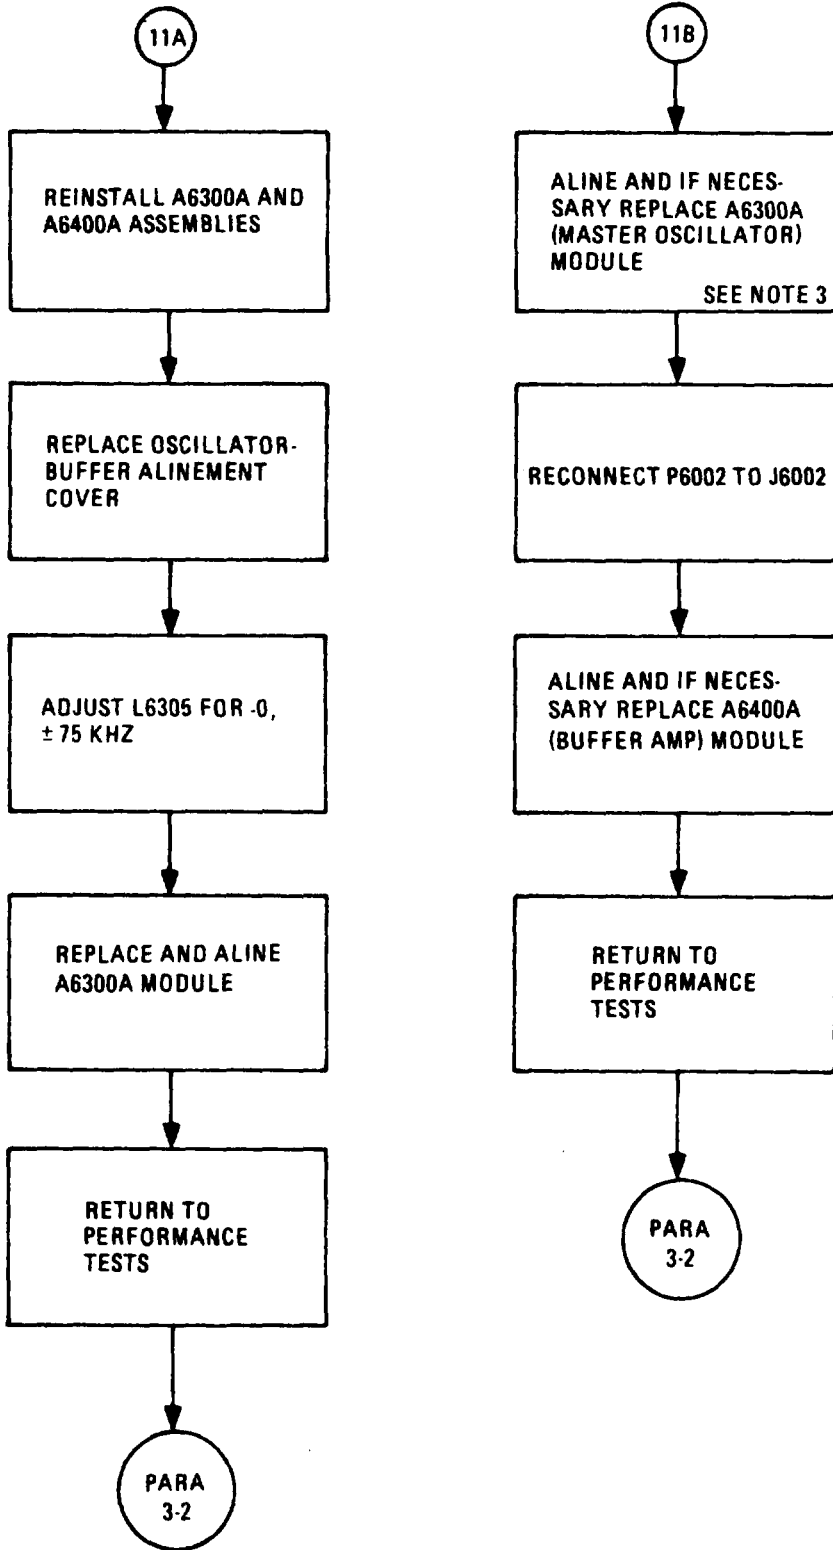 11A
REINSTALL A6300A AND
A6400A ASSEMBLIES
REPLACE OSCILLATOR-
BUFFER ALINEMENT
COVER
ADJUST L6305 FOR -0,
±75 KHZ
REPLACE AND ALINE
A6300A MODULE
RETURN TO
PERFORMANCE
TESTS
PARA
3-2
11B
ALINE AND IF NECES-
SARY REPLACE A6300A
(MASTER OSCILLATOR)
MODULE
SEE NOTE 3
RECONNECT P6002 TO J6002
ALINE AND IF NECES-
SARY REPLACE A6400A
(BUFFER AMP) MODULE
RETURN TO
PERFORMANCE
TESTS
PARA
3-2